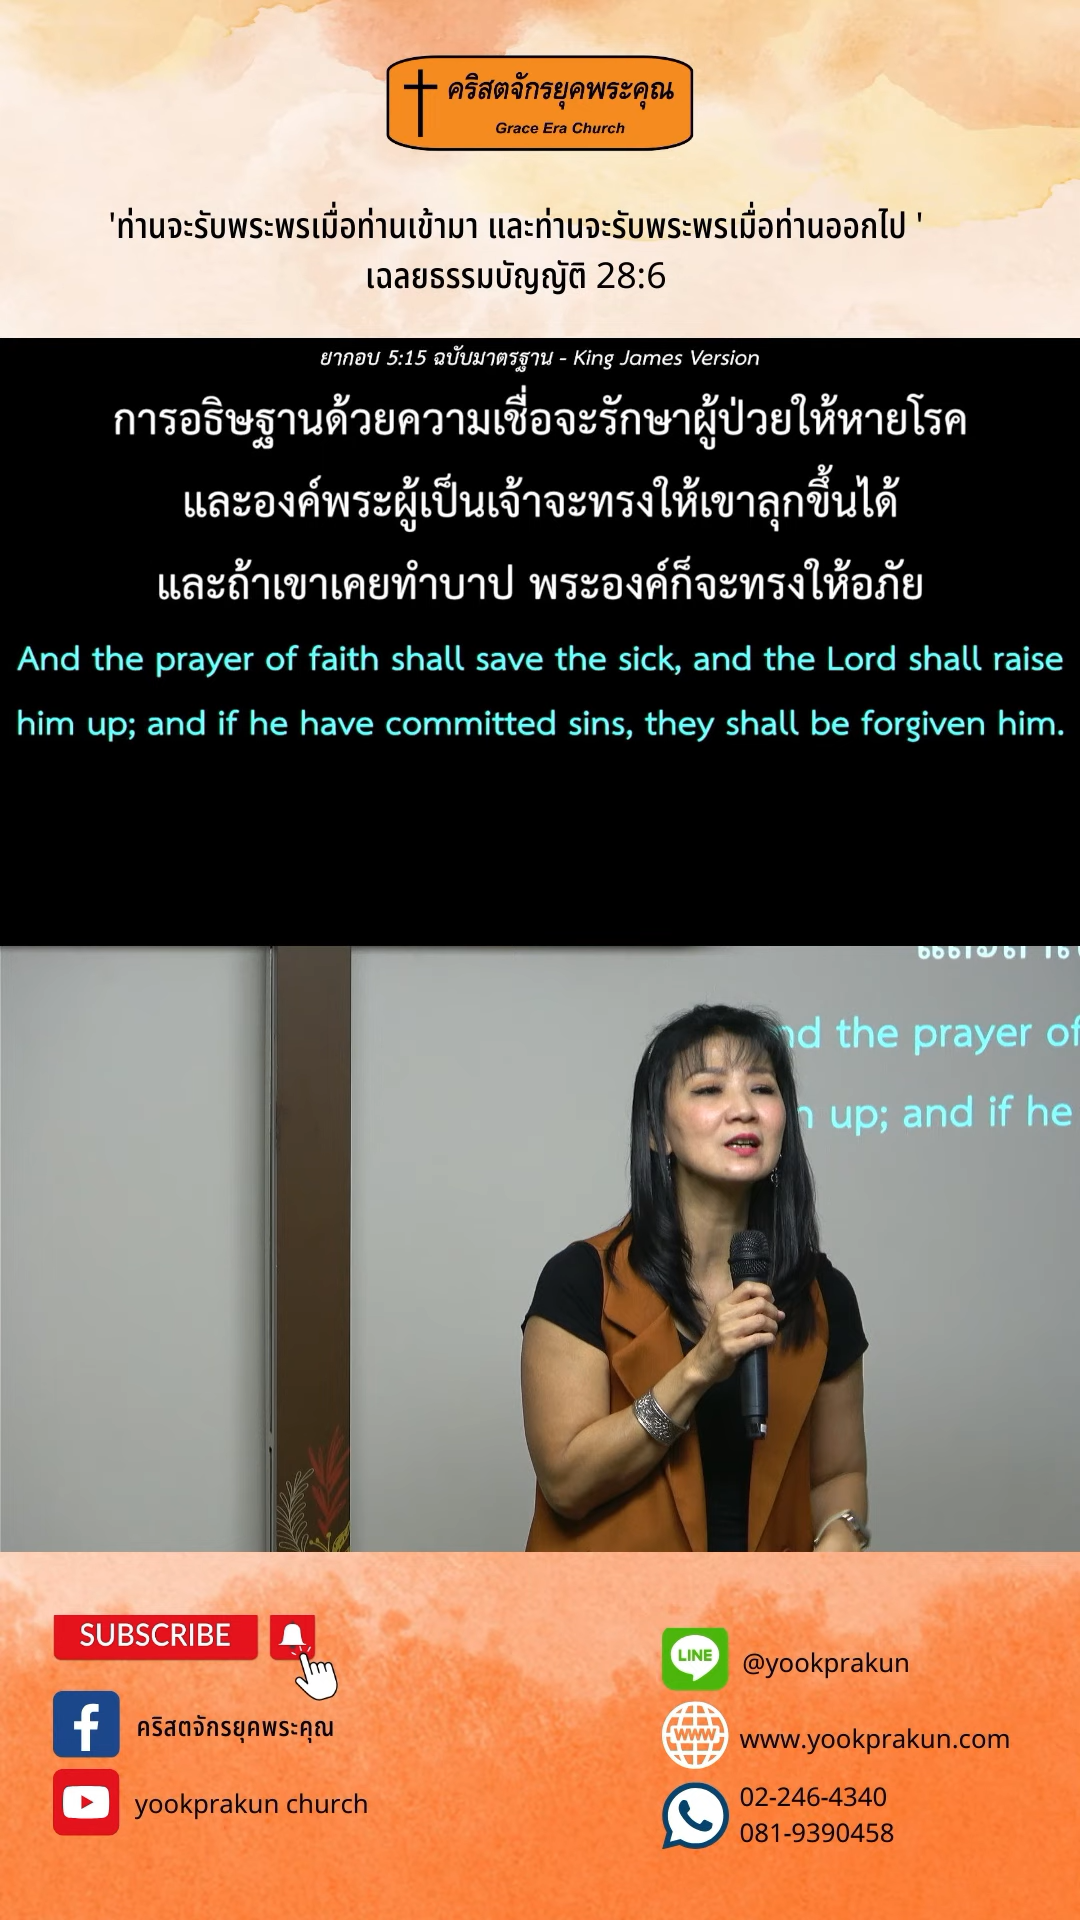 คริสตจักรยุคพระคุณ
Grace Era Church
'ท่านจะรับพระพรเมื่อท่านเข้ามา และท่านจะรับพระพรเมื่อท่านออกไป '
เฉลยธรรมบัญญัติ 28:6
ยากอบ 5:15 ฉบับมาตรฐาน - King James Version
การอธิษฐานด้วยความเชื่อจะรักษาผู้ป่วยให้หายโรค
และองค์พระผู้เป็นเจ้าจะทรงให้เขาลุกขึ้นได้
และถ้าเขาเคยทำบาป พระองค์ก็จะทรงให้อภัย
And the prayer of faith shall save the sick, and the Lord shall raise
him up; and if he have committed sins, they shall be forgiven him.
the prayer of
up; and if he
SUBSCRIBE
คริสตจักรยุคพระคุณ
yookprakun church
LINE
@yookprakun
WWW
www.yookprakun.com
02-246-4340
081-9390458